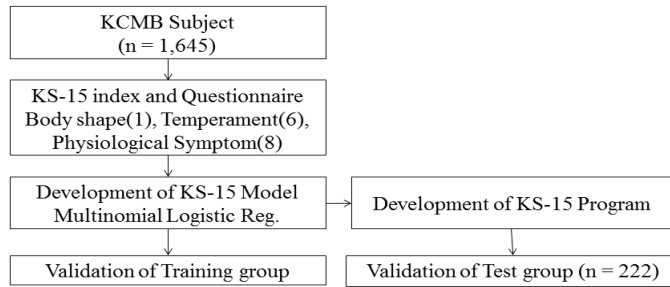 KCMB Subject
(n = 1,645)
KS-15 index and Questionnaire
Body shape(1), Temperament(6),
Physiological Symptom(8)
Development of KS-15 Model
Multinomial Logistic Reg.
Development of KS-15 Program
Validation of Training group
Validation of Test group (n = 222)